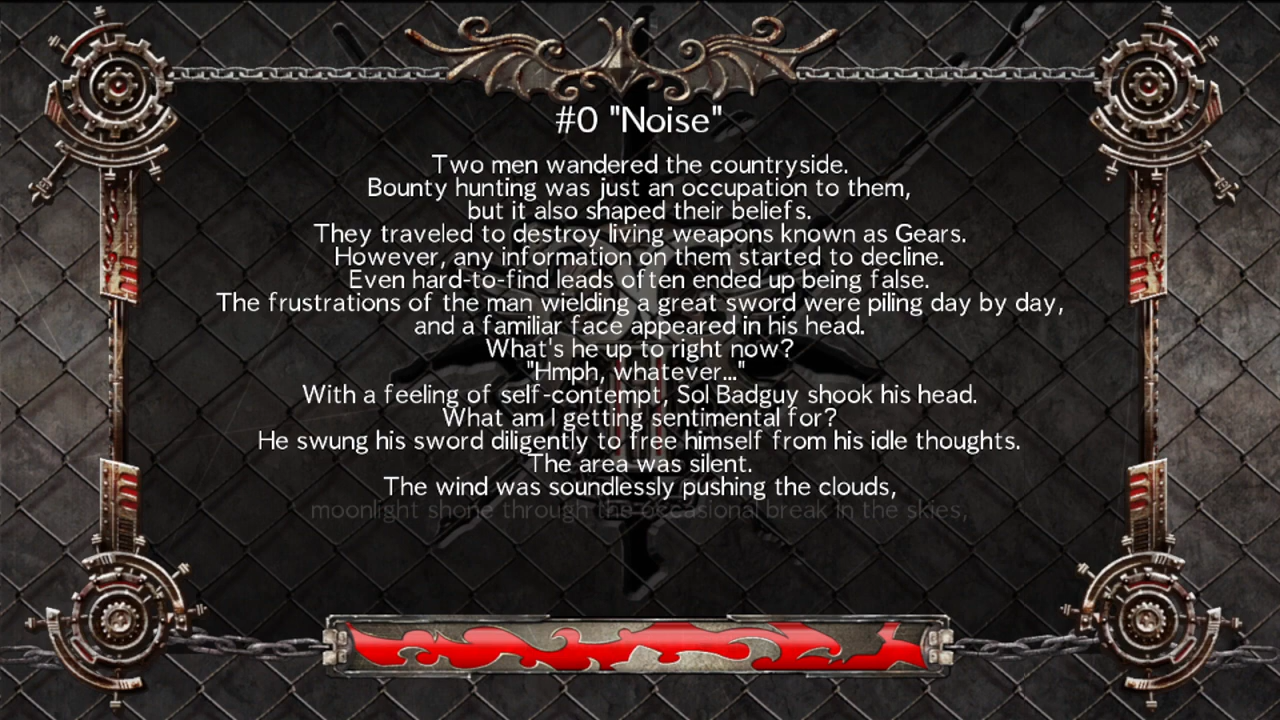 #0 "Noise"
Two men wandered the countryside.
Bounty hunting was just an occupation to them,
but it also shaped their beliefs.
They traveled to destroy living weapons known as Gears.
However, any information on them started to decline.
Even hard-to-find leads often ended up being false.
The frustrations of the man wielding a great sword were piling day by day,
and a familiar face appeared in his head.
What's he up to right now?
"Hmph, whatever..."
With a feeling of self-contempt, Sol Badguy shook his head.
What am I getting sentimental for?
He swung his sword diligently to free himself from his idle thoughts.
The area was silent.
The wind was soundlessly pushing the clouds,
moonlight shone through the occasional break in the skies,